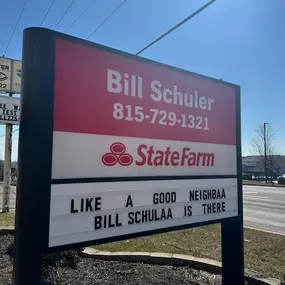 Bill Schuler
815-729-1321
StateFarm
LIKE A GOOD NEIGHBAA
BILL SCHULAA IS THERE